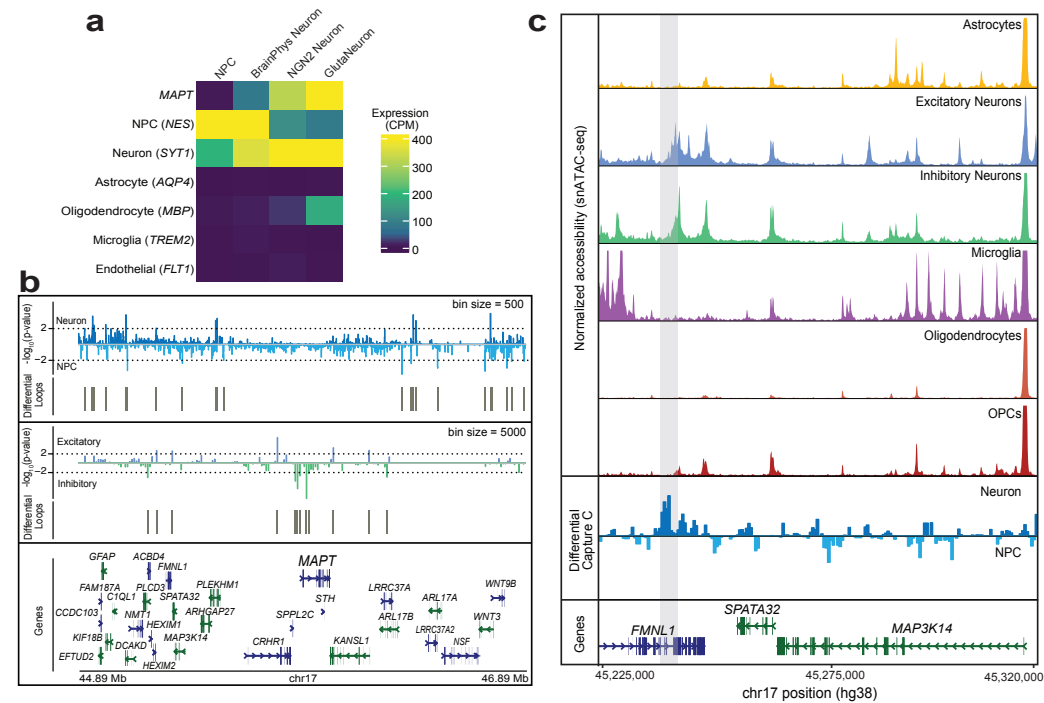 a
NPC
BrainPhys Neuron
NGN2 Neuron
GlutaNeuron
MAPT
NPC (NES)
Neuron (SYT1)
Astrocyte (AQP4)
Oligodendrocyte (MBP)
Microglia (TREM2)
Endothelial (FLT1)
Expression
(CPM)
400
300
200
100
0
b
bin size = 500
-log10(p-value)
Neuron
2
−2
NPC
Differential
Loops
bin size = 5000
-log10(p-value)
Excitatory
2
−2
Inhibitory
Differential
Loops
Genes
GFAP
ACBD4
FMNL1
MAPT
FAM187A
C1QL1
PLCD3
SPATA32
PLEKHM1
STH
LRRC37A
ARL17A
WNT9B
CCDC103
NMT1
HEXIM1
ARHGAP27
SPPL2C
ARL17B
WNT3
KIF18B
DCAKD
MAP3K14
CRHR1
KANSL1
LRRC37A2
NSF
EFTUD2
HEXIM2
44.89 Mb
chr17
46.89 Mb
c
Normalized accessibility (snATAC-seq)
Astrocytes
Excitatory Neurons
Inhibitory Neurons
Microglia
Oligodendrocytes
OPCs
Differential
Capture C
Neuron
NPC
Genes
SPATA32
FMNL1
MAP3K14
45,225,000
45,275,000
45,320,000
chr17 position (hg38)